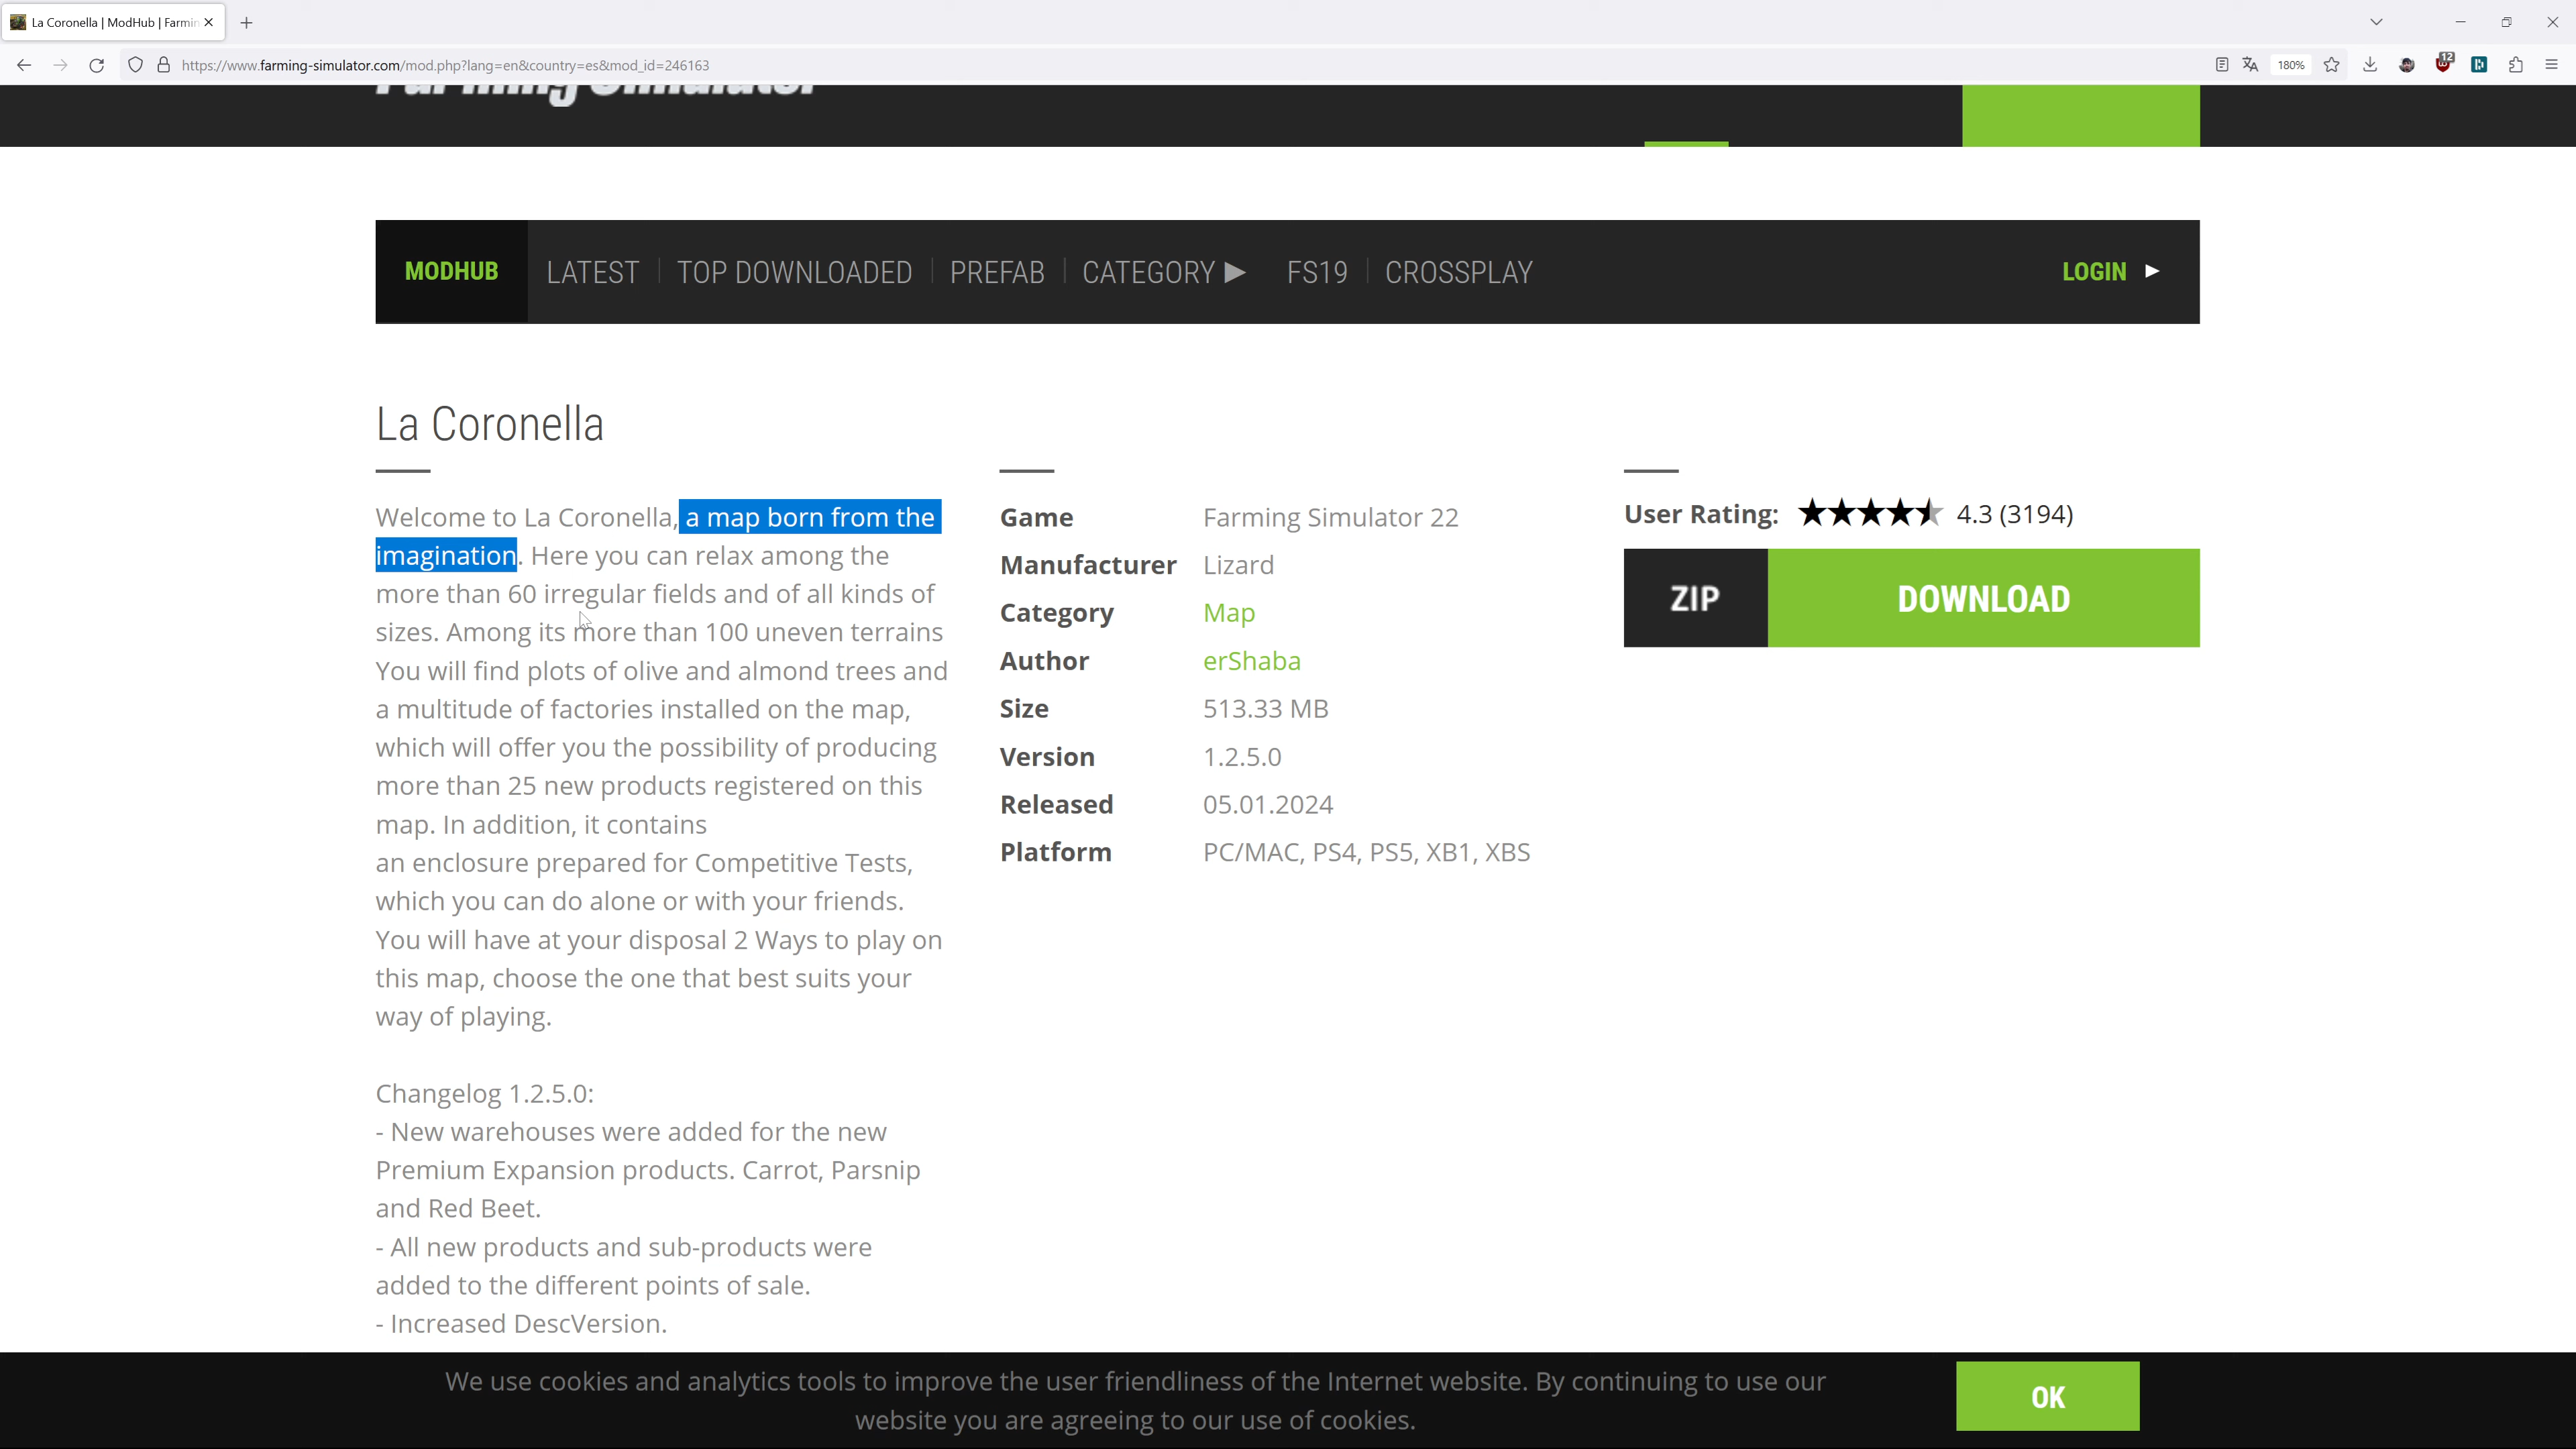 La Coronella | ModHub | Farmin
https://www.farming-simulator.com/mod.php?lang=en&country=es&mod_id=246163
180%
12
Farming Simulator
MODHUB LATEST TOP DOWNLOADED PREFAB CATEGORY ▶ FS19 CROSSPLAY LOGIN ▶
La Coronella
Welcome to La Coronella, a map born from the
imagination. Here you can relax among the
more than 60 irregular fields and of all kinds of
sizes. Among its more than 100 uneven terrains
You will find plots of olive and almond trees and
a multitude of factories installed on the map,
which will offer you the possibility of producing
more than 25 new products registered on this
map. In addition, it contains
an enclosure prepared for Competitive Tests,
which you can do alone or with your friends.
You will have at your disposal 2 Ways to play on
this map, choose the one that best suits your
way of playing.
Changelog 1.2.5.0:
- New warehouses were added for the new
Premium Expansion products. Carrot, Parsnip
and Red Beet.
- All new products and sub-products were
added to the different points of sale.
- Increased DescVersion.
Game Farming Simulator 22
Manufacturer Lizard
Category Map
Author erShaba
Size 513.33 MB
Version 1.2.5.0
Released 05.01.2024
Platform PC/MAC, PS4, PS5, XB1, XBS
User Rating: 4.3 (3194)
ZIP DOWNLOAD
We use cookies and analytics tools to improve the user friendliness of the Internet website. By continuing to use our
website you are agreeing to our use of cookies.
OK